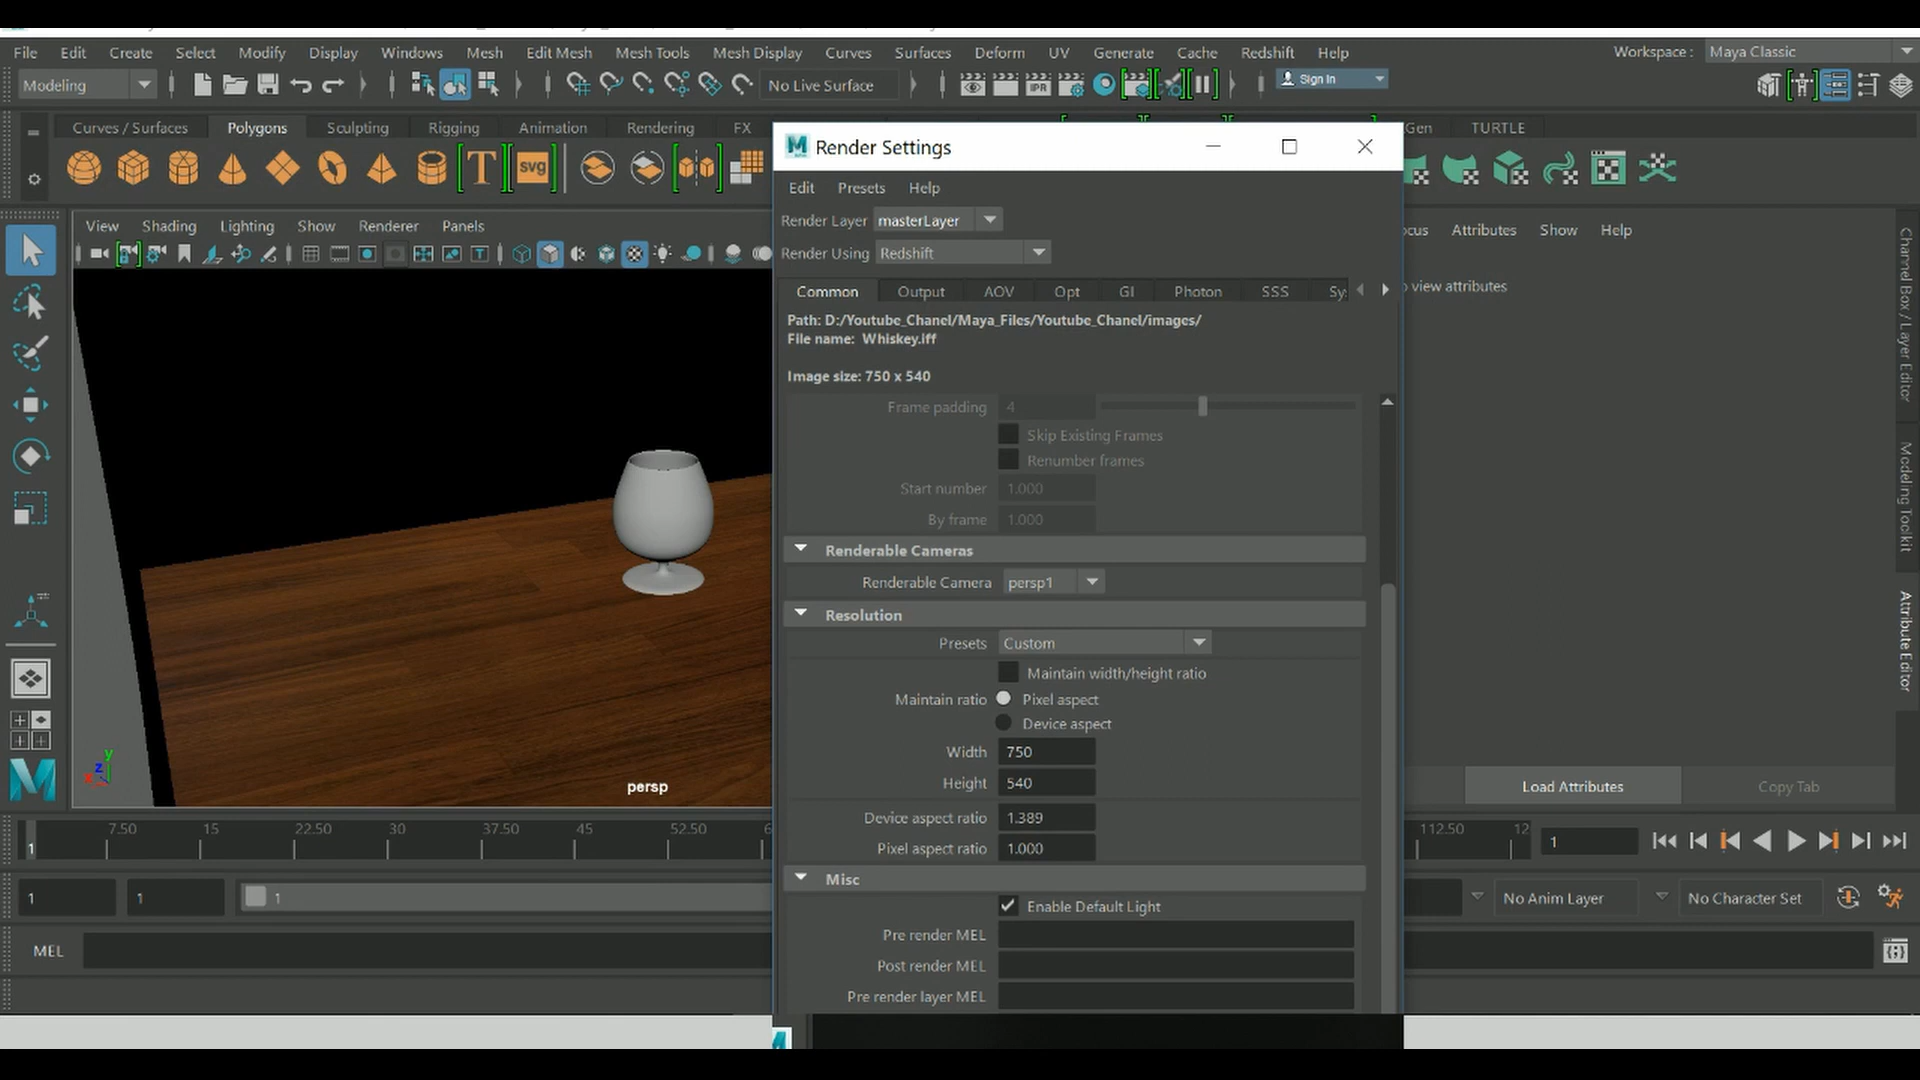 File Edit Create Select Modify Display Windows Mesh Edit Mesh Mesh Tools Mesh Display Curves Surfaces Deform UV Generate Cache Redshift Help Workspace : Maya Classic
Modeling No Live Surface IPR Sign In
Curves / Surfaces Polygons Sculpting Rigging Animation Rendering FX Gen TURTLE
T svg
Render Settings
Edit Presets Help
Render Layer masterLayer
Render Using Redshift
Common Output AOV Opt GI Photon SSS Sy
Path: D:/Youtube_Chanel/Maya_Files/Youtube_Chanel/images/
File name: Whiskey.iff
Image size: 750 x 540
Frame padding 4
Skip Existing Frames
Renumber frames
Start number 1.000
By frame 1.000
Renderable Cameras
Renderable Camera persp1
Resolution
Presets Custom
Maintain width/height ratio
Maintain ratio Pixel aspect
Device aspect
Width 750
Height 540
Device aspect ratio 1.389
Pixel aspect ratio 1.000
Misc
Enable Default Light
Pre render MEL
Post render MEL
Pre render layer MEL
View Shading Lighting Show Renderer Panels
y
z
x
persp
ocus Attributes Show Help
o view attributes
Channel Box / Layer Editor
Modeling Toolkit
Attribute Editor
Load Attributes Copy Tab
1 7.50 15 22.50 30 37.50 45 52.50 6 112.50 12 1
1 1 1 No Anim Layer No Character Set
MEL